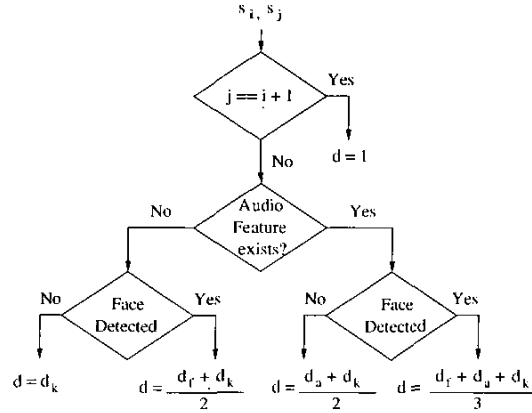 s_i, s_j
j == i + 1
Yes
d = 1
No
Audio
Feature
exists?
No
Yes
Face
Detected
No
Yes
Face
Detected
No
Yes
d = d_k
d = (d_f + d_k) / 2
d = (d_a + d_k) / 2
d = (d_f + d_a + d_k) / 3